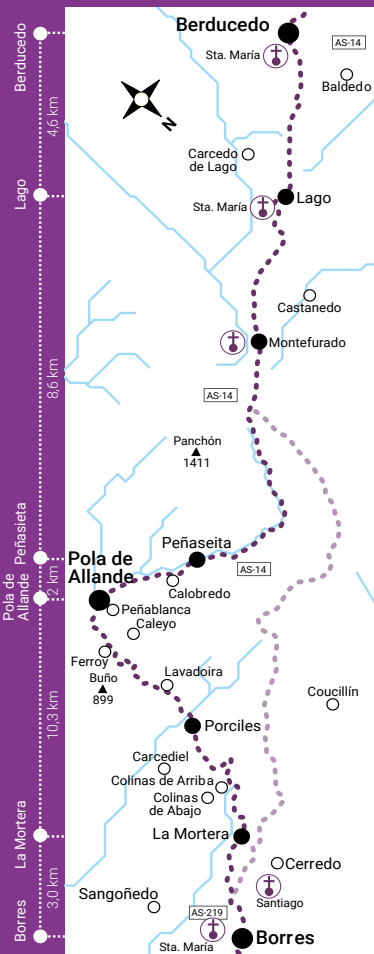 Berducedo
4,6 km
Lago
8,6 km
Peñasieta
2 km
Pola de
Allande
10,3 km
La Mortera
3,0 km
Borres
Berducedo
AS-14
Sta. María
Baldedo
N
Carcedo
de Lago
Lago
Sta. María
Castanedo
Montefurado
AS-14
Panchón
1411
Peñaseita
AS-14
Pola de
Allande
Calobredo
Peñablanca
Caleyo
Ferroy
Buño
899
Lavadoira
Coucillín
Porciles
Carcediel
Colinas de Arriba
Colinas
de Abajo
La Mortera
Cerredo
Sangoñedo
Santiago
AS-219
Sta. María
Borres